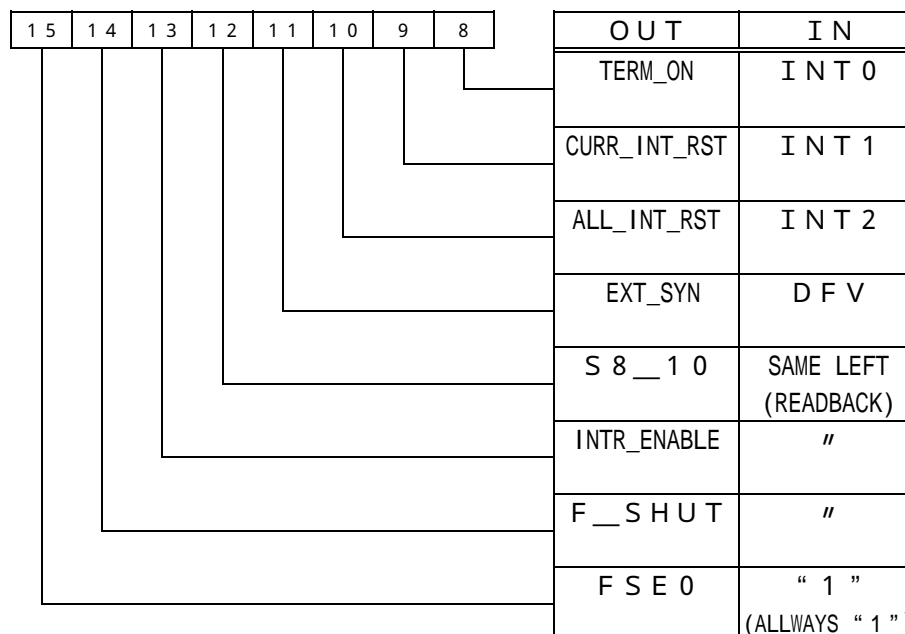 15 14 13 12 11 10 9 8
OUT IN
TERM_ON INT0
CURR_INT_RST INT1
ALL_INT_RST INT2
EXT_SYN DFV
S8_10 SAME LEFT
(READBACK)
INTR_ENABLE 〃
F_SHUT 〃
FSE0 “1”
(ALLWAYS “1”)